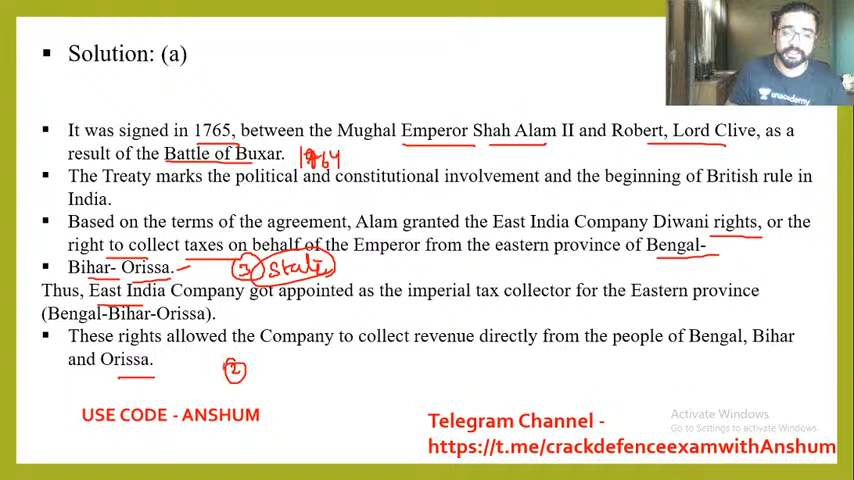 Solution: (a)
unacademy
It was signed in 1765, between the Mughal Emperor Shah Alam II and Robert, Lord Clive, as a
result of the Battle of Buxar. 1764
The Treaty marks the political and constitutional involvement and the beginning of British rule in
India.
Based on the terms of the agreement, Alam granted the East India Company Diwani rights, or the
right to collect taxes on behalf of the Emperor from the eastern province of Bengal-
Bihar- Orissa. 3 State
Thus, East India Company got appointed as the imperial tax collector for the Eastern province
(Bengal-Bihar-Orissa).
These rights allowed the Company to collect revenue directly from the people of Bengal, Bihar
and Orissa. 2
USE CODE - ANSHUM
Telegram Channel -
https://t.me/crackdefenceexamwithAnshum
Activate Windows
Go to Settings to activate Windows.